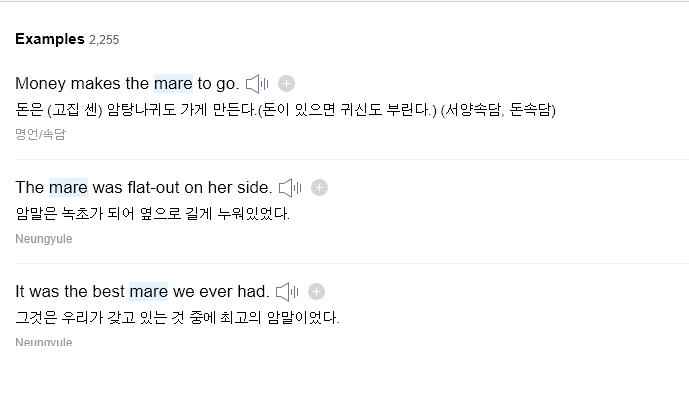 Examples 2,255
Money makes the mare to go.
돈은 (고집 센) 암탕나귀도 가게 만든다.(돈이 있으면 귀신도 부린다.) (서양속담, 돈속담)
명언/속담
The mare was flat-out on her side.
암말은 녹초가 되어 옆으로 길게 누워있었다.
Neungyule
It was the best mare we ever had.
그것은 우리가 갖고 있는 것 중에 최고의 암말이었다.
Neungyule